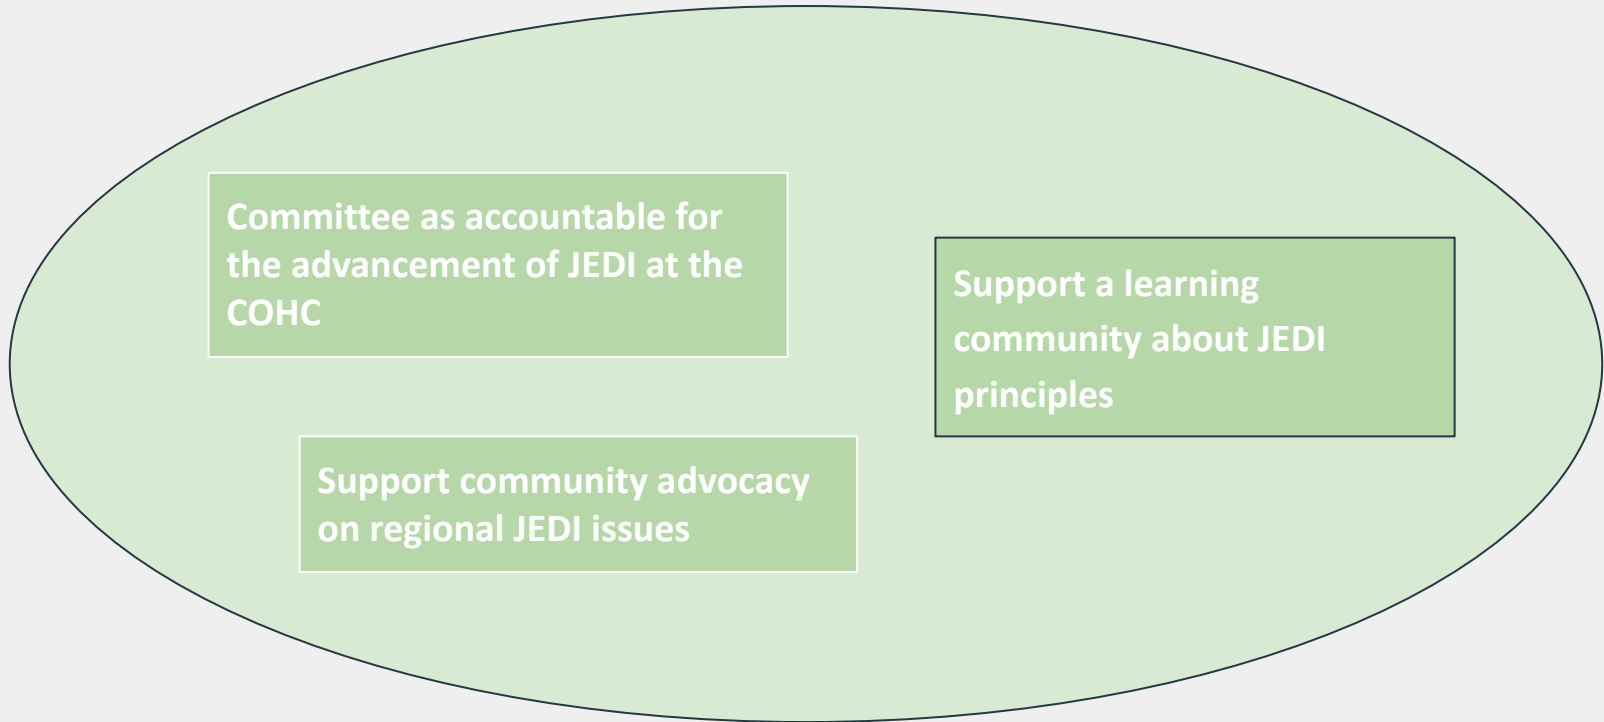 Committee as accountable for
the advancement of JEDI at the
COHC
Support a learning
community about JEDI
principles
Support community advocacy
on regional JEDI issues